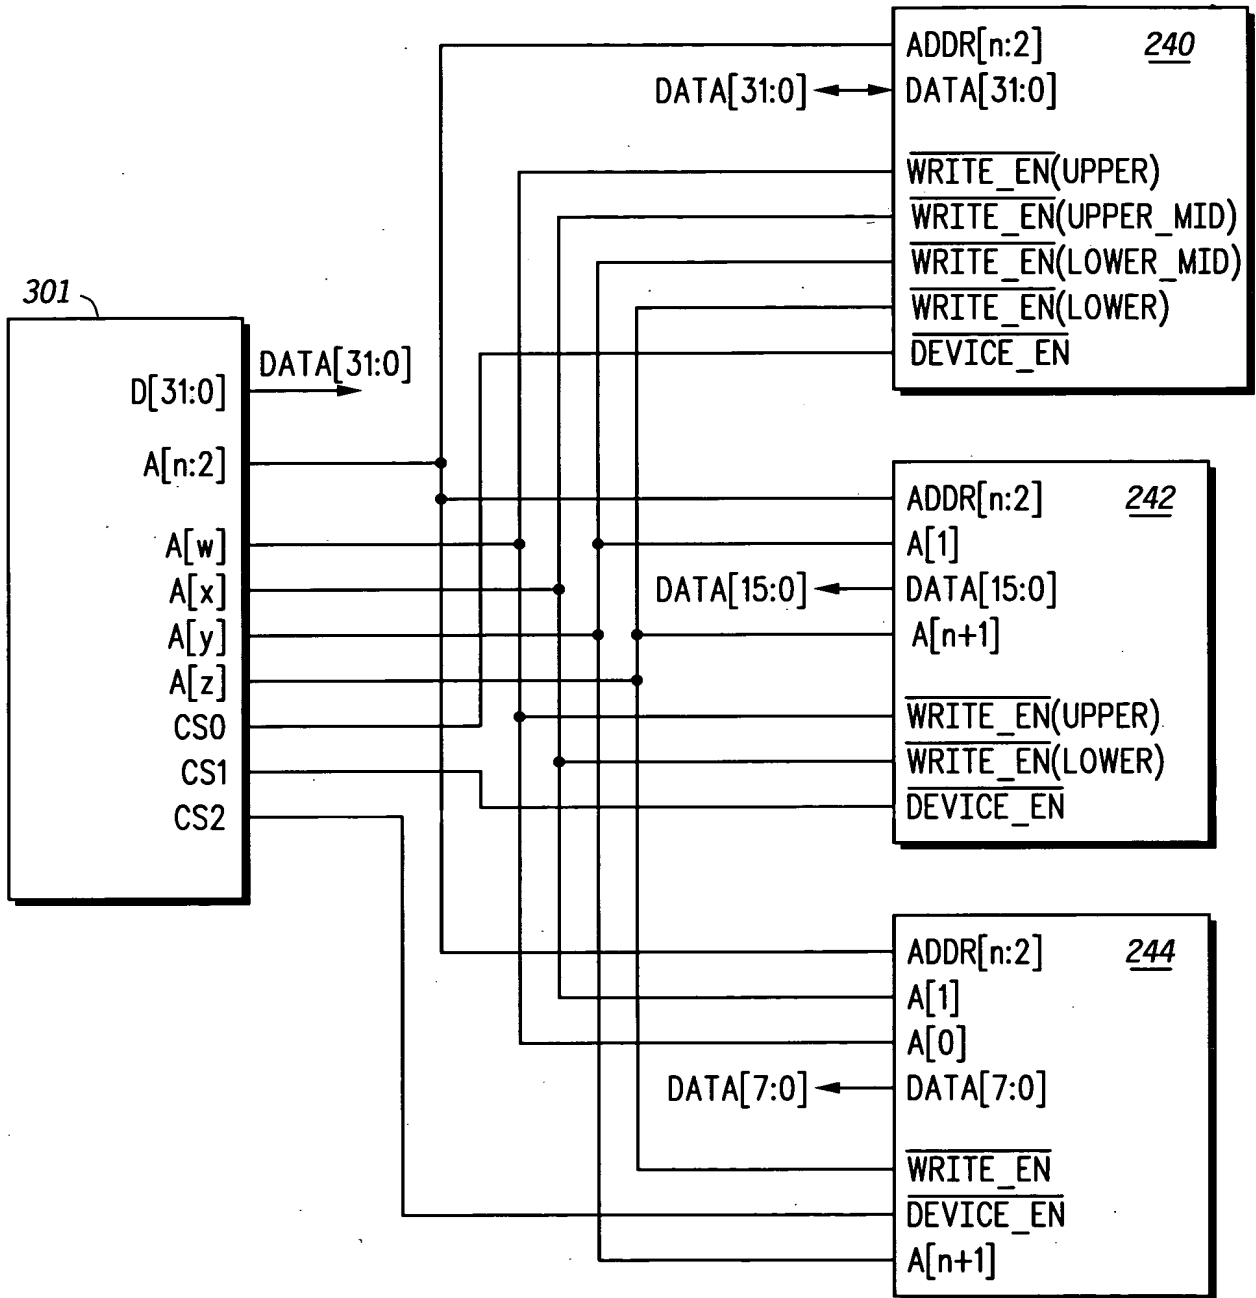 301
D[31:0]
DATA[31:0]
A[n:2]
A[w]
A[x]
A[y]
A[z]
CS0
CS1
CS2
ADDR[n:2]
240
DATA[31:0]
DATA[31:0]
WRITE_EN(UPPER)
WRITE_EN(UPPER_MID)
WRITE_EN(LOWER_MID)
WRITE_EN(LOWER)
DEVICE_EN
ADDR[n:2]
242
A[1]
DATA[15:0]
DATA[15:0]
A[n+1]
WRITE_EN(UPPER)
WRITE_EN(LOWER)
DEVICE_EN
ADDR[n:2]
244
A[1]
A[0]
DATA[7:0]
DATA[7:0]
WRITE_EN
DEVICE_EN
A[n+1]